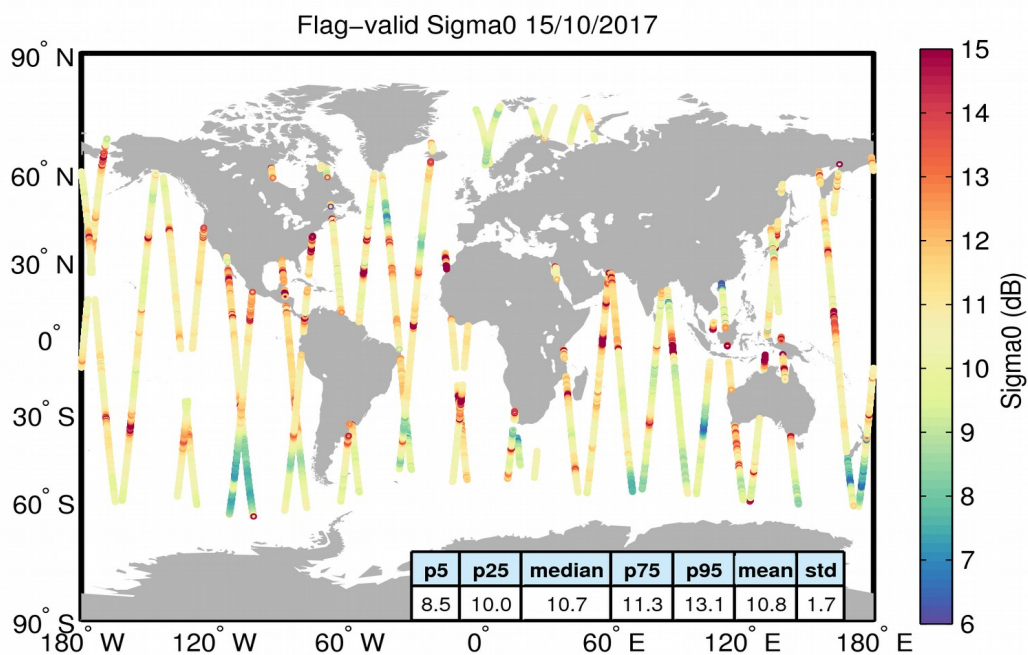 Flag-valid Sigma0 15/10/2017
90° N
60° N
30° N
0°
30° S
60° S
90° S
180° W
120° W
60° W
0°
60° E
120° E
180° E
p5 p25 median p75 p95 mean std
8.5 10.0 10.7 11.3 13.1 10.8 1.7
15
14
13
12
11
10
9
8
7
6
Sigma0 (dB)